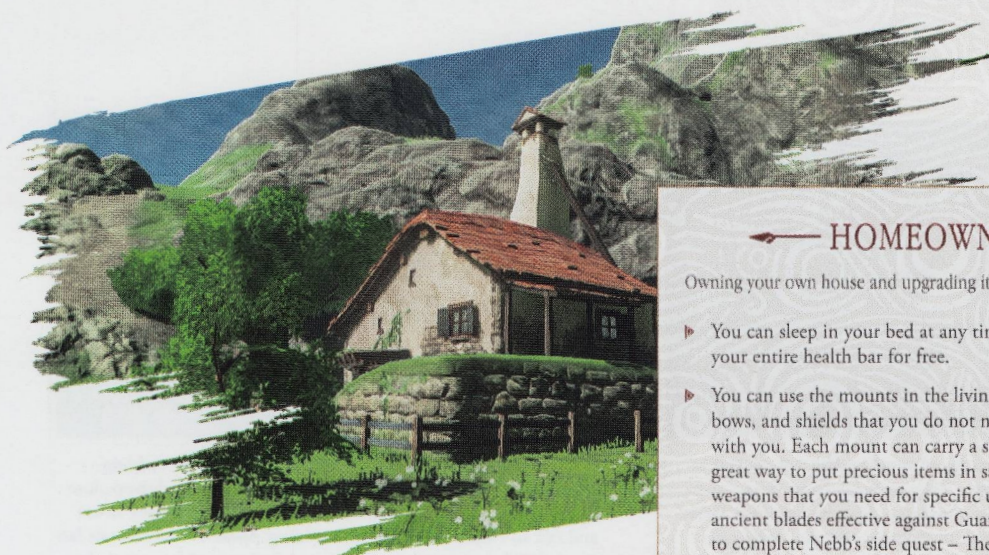 HOMEOWN
Owning your own house and upgrading it
You can sleep in your bed at any tim
your entire health bar for free.
You can use the mounts in the livin
bows, and shields that you do not n
with you. Each mount can carry a s
great way to put precious items in sa
weapons that you need for specific u
ancient blades effective against Gua
to complete Nebb's side quest – The